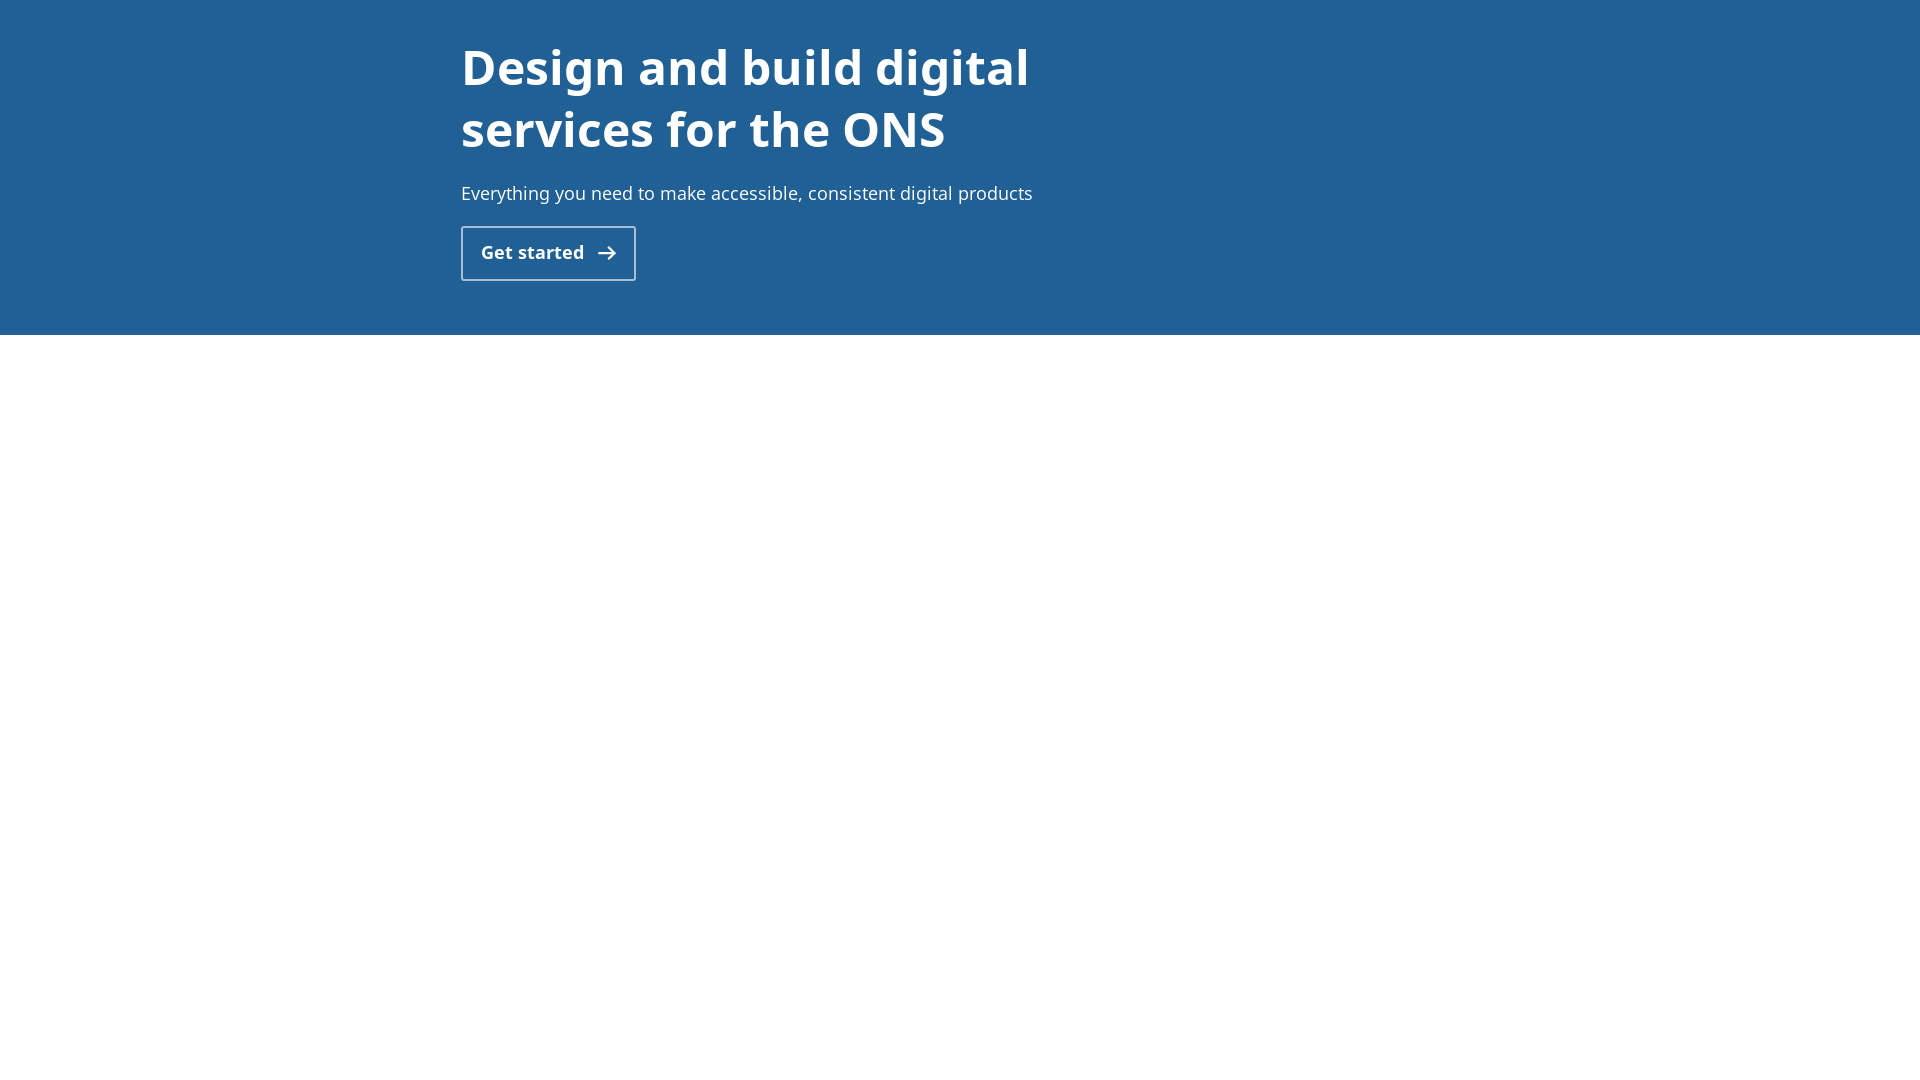 Design and build digital
services for the ONS
Everything you need to make accessible, consistent digital products
Get started